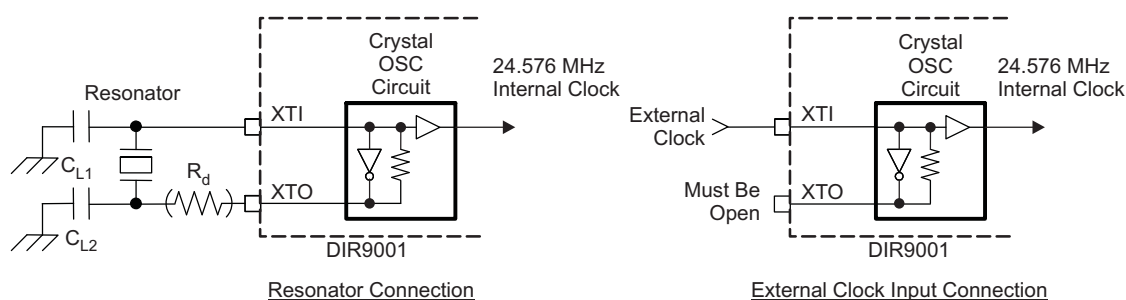 Crystal
OSC
Circuit
24.576 MHz
Internal Clock
Resonator
XTI
C_L1
R_d
XTO
C_L2
DIR9001
Resonator Connection
Crystal
OSC
Circuit
24.576 MHz
Internal Clock
External
Clock
XTI
Must Be
Open
XTO
DIR9001
External Clock Input Connection